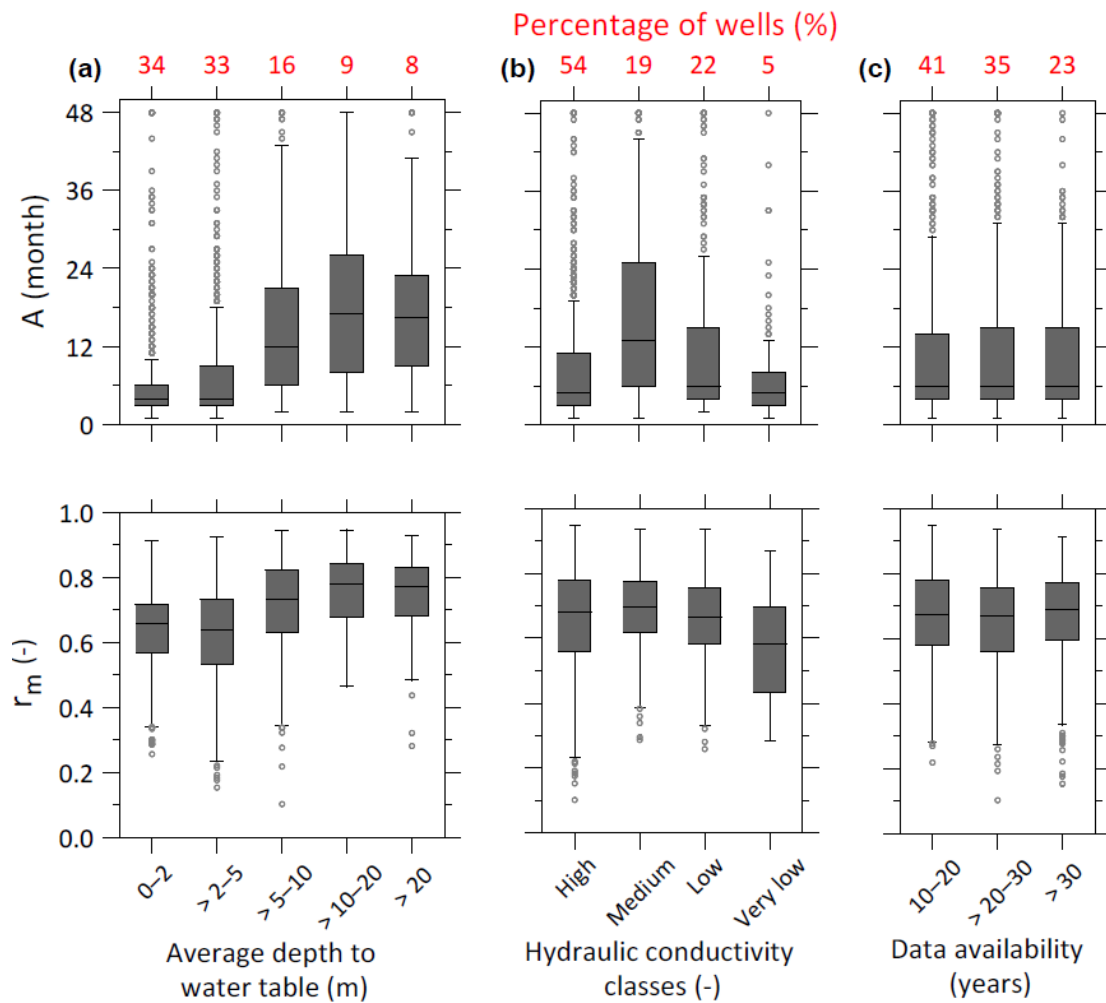 Percentage of wells (%)
(a) 34 33 16 9 8 (b) 54 19 22 5 (c) 41 35 23
48
36
24
12
0
A (month)
1.0
0.8
0.6
0.4
0.2
0.0
rm (-)
0–2 > 2–5 > 5–10 > 10–20 > 20
High Medium Low Very low
10–20 > 20–30 > 30
Average depth to
water table (m)
Hydraulic conductivity
classes (-)
Data availability
(years)